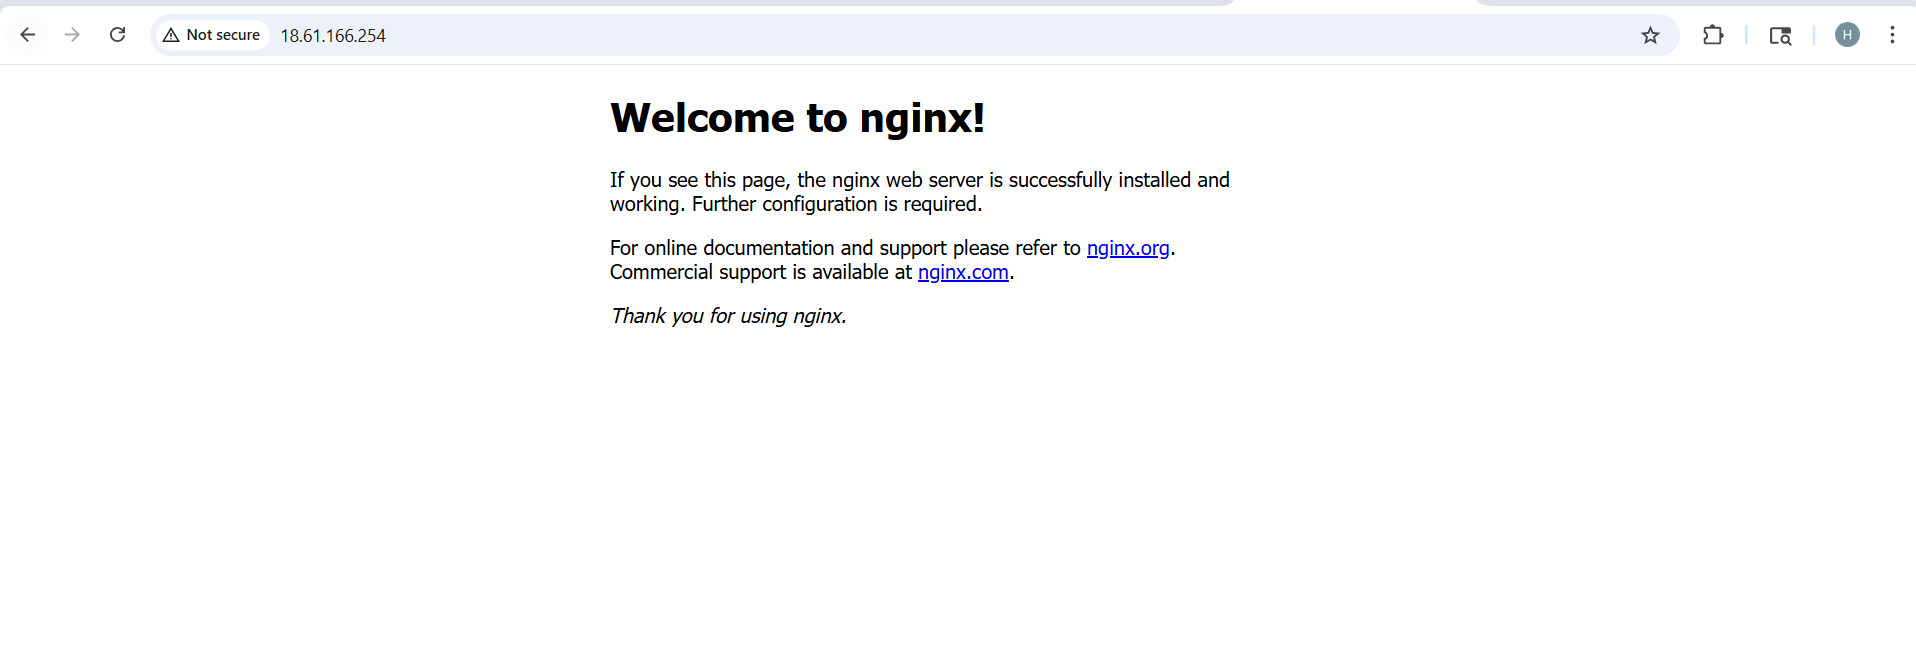 Not secure 18.61.166.254
H
Welcome to nginx!
If you see this page, the nginx web server is successfully installed and
working. Further configuration is required.
For online documentation and support please refer to nginx.org.
Commercial support is available at nginx.com.
Thank you for using nginx.